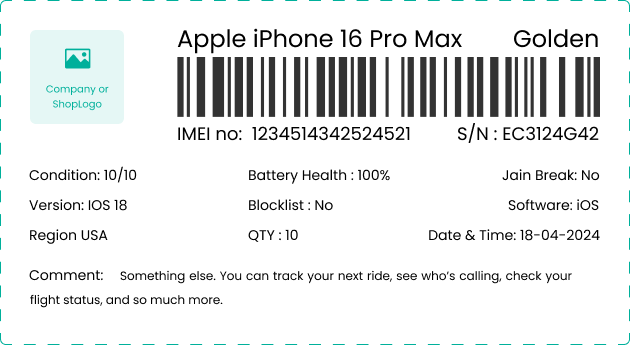 Company or
ShopLogo
Apple iPhone 16 Pro Max Golden
IMEI no: 1234514342524521 S/N : EC3124G42
Condition: 10/10 Battery Health : 100% Jain Break: No
Version: IOS 18 Blocklist : No Software: iOS
Region USA QTY : 10 Date & Time: 18-04-2024
Comment: Something else. You can track your next ride, see who’s calling, check your
flight status, and so much more.